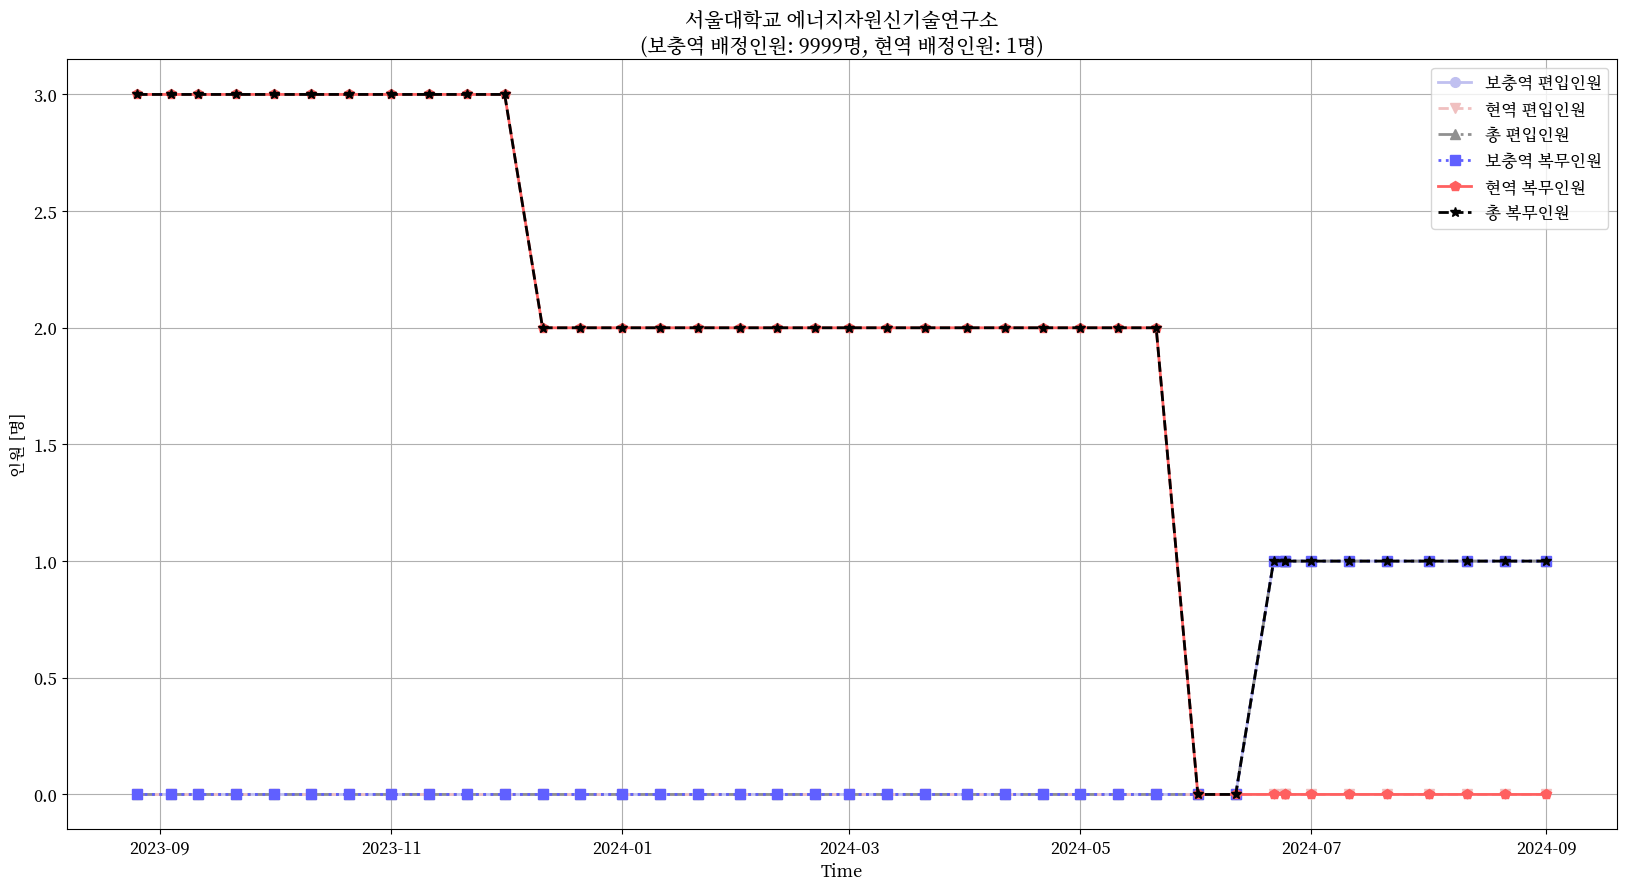 서울대학교 에너지자원신기술연구소
(보충역 배정인원: 9999명, 현역 배정인원: 1명)
보충역 편입인원
현역 편입인원
총 편입인원
보충역 복무인원
현역 복무인원
총 복무인원
인원 [명]
3.0
2.5
2.0
1.5
1.0
0.5
0.0
2023-09
2023-11
2024-01
2024-03
2024-05
2024-07
2024-09
Time